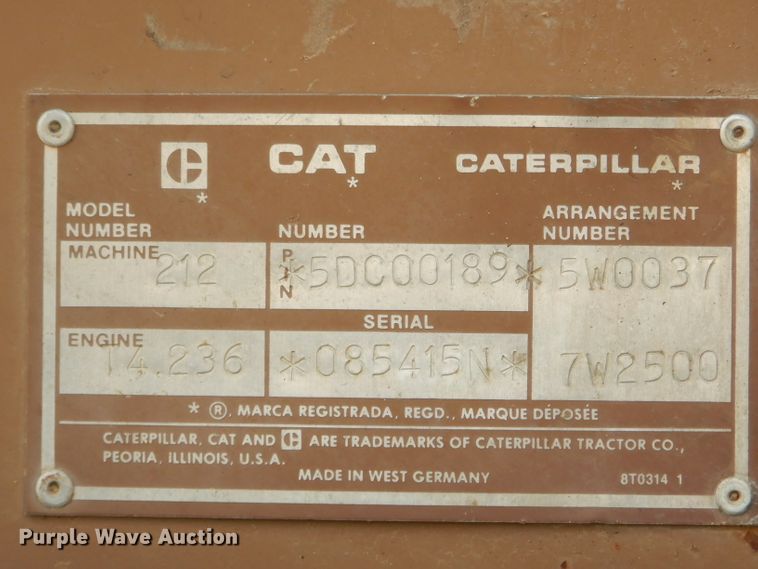 CAT
*
CATERPILLAR
*
*
MODEL
NUMBER
NUMBER
ARRANGEMENT
NUMBER
MACHINE 212
PIN *5DC00189*
5W0037
SERIAL
ENGINE T4.236
*085415N*
7W2500
* ®, MARCA REGISTRADA, REGD., MARQUE DÉPOSÉE
CATERPILLAR, CAT AND C ARE TRADEMARKS OF CATERPILLAR TRACTOR CO.,
PEORIA, ILLINOIS, U.S.A.
MADE IN WEST GERMANY
8T0314 1
Purple Wave Auction